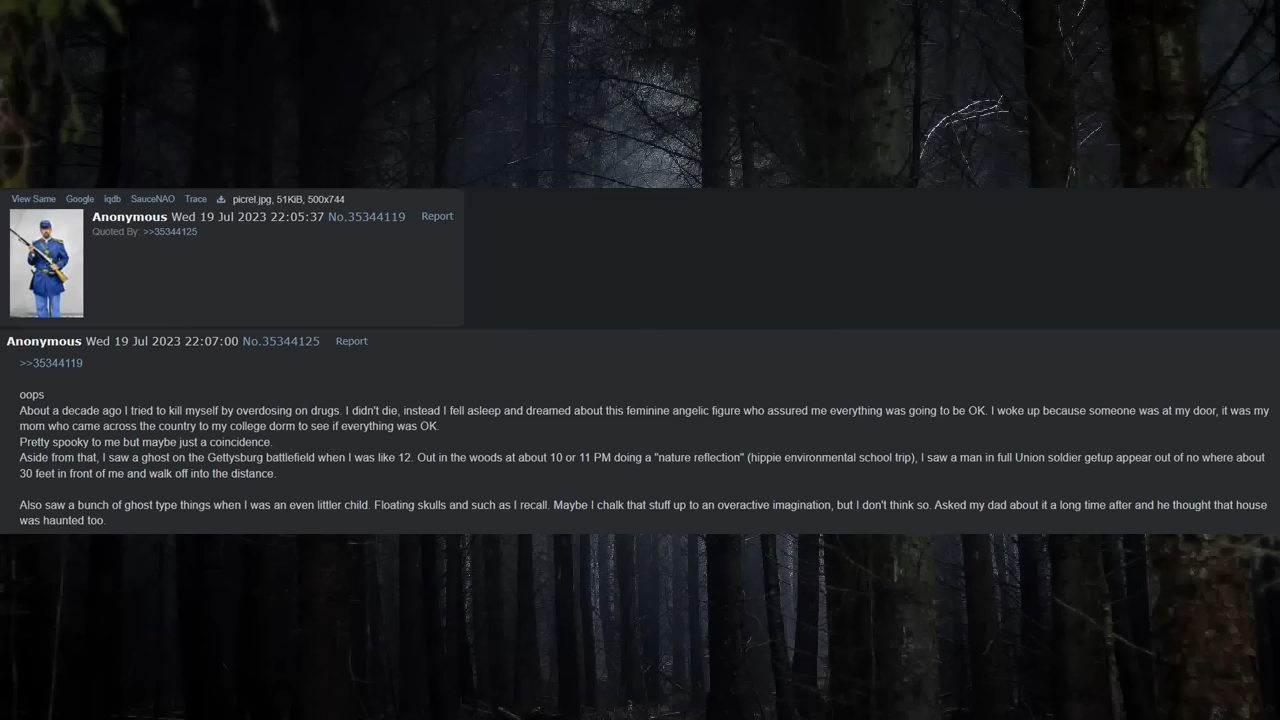 View Same Google iqdb SauceNAO Trace picrel.jpg, 51KiB, 500x744
Anonymous Wed 19 Jul 2023 22:05:37 No.35344119 Report
Quoted By: >>35344125
Anonymous Wed 19 Jul 2023 22:07:00 No.35344125 Report
>>35344119
oops
About a decade ago I tried to kill myself by overdosing on drugs. I didn't die, instead I fell asleep and dreamed about this feminine angelic figure who assured me everything was going to be OK. I woke up because someone was at my door, it was my
mom who came across the country to my college dorm to see if everything was OK.
Pretty spooky to me but maybe just a coincidence.
Aside from that, I saw a ghost on the Gettysburg battlefield when I was like 12. Out in the woods at about 10 or 11 PM doing a "nature reflection" (hippie environmental school trip), I saw a man in full Union soldier getup appear out of no where about
30 feet in front of me and walk off into the distance.
Also saw a bunch of ghost type things when I was an even littler child. Floating skulls and such as I recall. Maybe I chalk that stuff up to an overactive imagination, but I don't think so. Asked my dad about it a long time after and he thought that house
was haunted too.